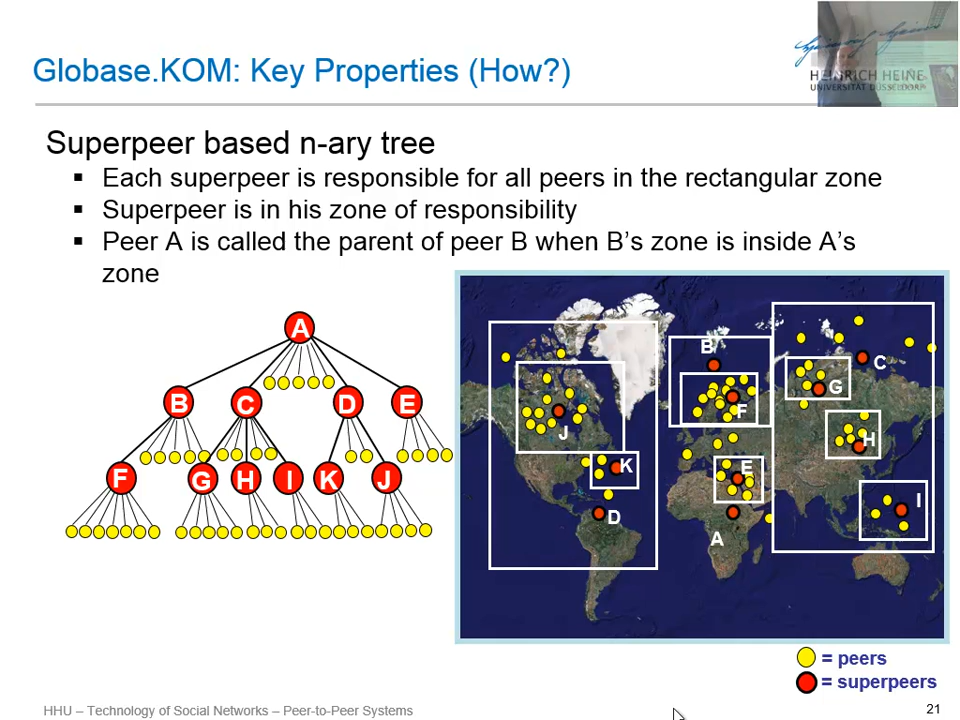 Globase.KOM: Key Properties (How?)
HEINRICH HEINE
UNIVERSITÄT DÜSSELDORF
Superpeer based n-ary tree
Each superpeer is responsible for all peers in the rectangular zone
Superpeer is in his zone of responsibility
Peer A is called the parent of peer B when B's zone is inside A's
zone
A
B
C
D
E
F
G
H
I
K
J
B
C
G
F
J
H
K
E
I
D
A
= peers
= superpeers
HHU – Technology of Social Networks – Peer-to-Peer Systems
21